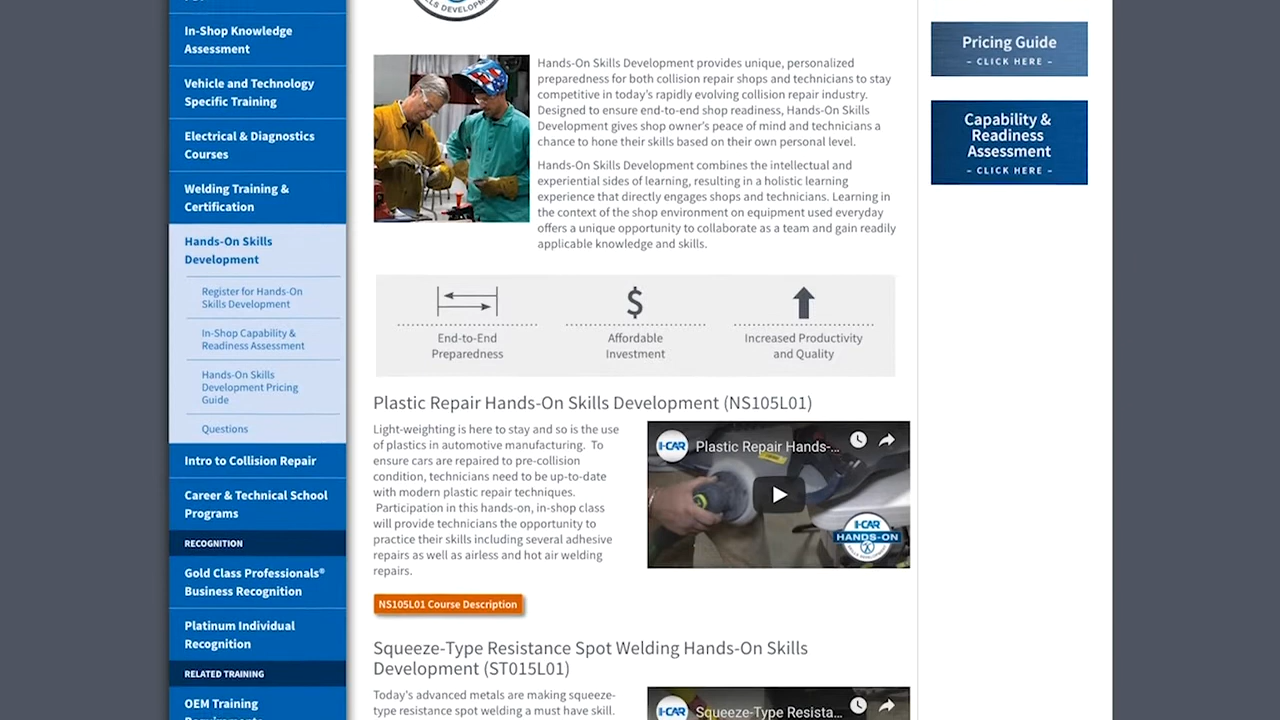 In-Shop Knowledge
Assessment
Vehicle and Technology
Specific Training
Electrical & Diagnostics
Courses
Welding Training &
Certification
Hands-On Skills
Development
Register for Hands-On
Skills Development
In-Shop Capability &
Readiness Assessment
Hands-On Skills
Development Pricing
Guide
Questions
Intro to Collision Repair
Career & Technical School
Programs
RECOGNITION
Gold Class Professionals®
Business Recognition
Platinum Individual
Recognition
RELATED TRAINING
OEM Training
Hands-On Skills Development provides unique, personalized
preparedness for both collision repair shops and technicians to stay
competitive in today's rapidly evolving collision repair industry.
Designed to ensure end-to-end shop readiness, Hands-On Skills
Development gives shop owner's peace of mind and technicians a
chance to hone their skills based on their own personal level.
Hands-On Skills Development combines the intellectual and
experiential sides of learning, resulting in a holistic learning
experience that directly engages shops and technicians. Learning in
the context of the shop environment on equipment used everyday
offers a unique opportunity to collaborate as a team and gain readily
applicable knowledge and skills.
$
End-to-End
Preparedness
Affordable
Investment
Increased Productivity
and Quality
Plastic Repair Hands-On Skills Development (NS105L01)
Light-weighting is here to stay and so is the use
of plastics in automotive manufacturing. To
ensure cars are repaired to pre-collision
condition, technicians need to be up-to-date
with modern plastic repair techniques.
Participation in this hands-on, in-shop class
will provide technicians the opportunity to
practice their skills including several adhesive
repairs as well as airless and hot air welding
repairs.
I-CAR
Plastic Repair Hands-...
I-CAR
HANDS-ON
NS105L01 Course Description
Squeeze-Type Resistance Spot Welding Hands-On Skills
Development (ST015L01)
Today's advanced metals are making squeeze-
type resistance spot welding a must have skill.
I-CAR
Squeeze-Type Resista...
Pricing Guide
– CLICK HERE –
Capability &
Readiness
Assessment
– CLICK HERE –